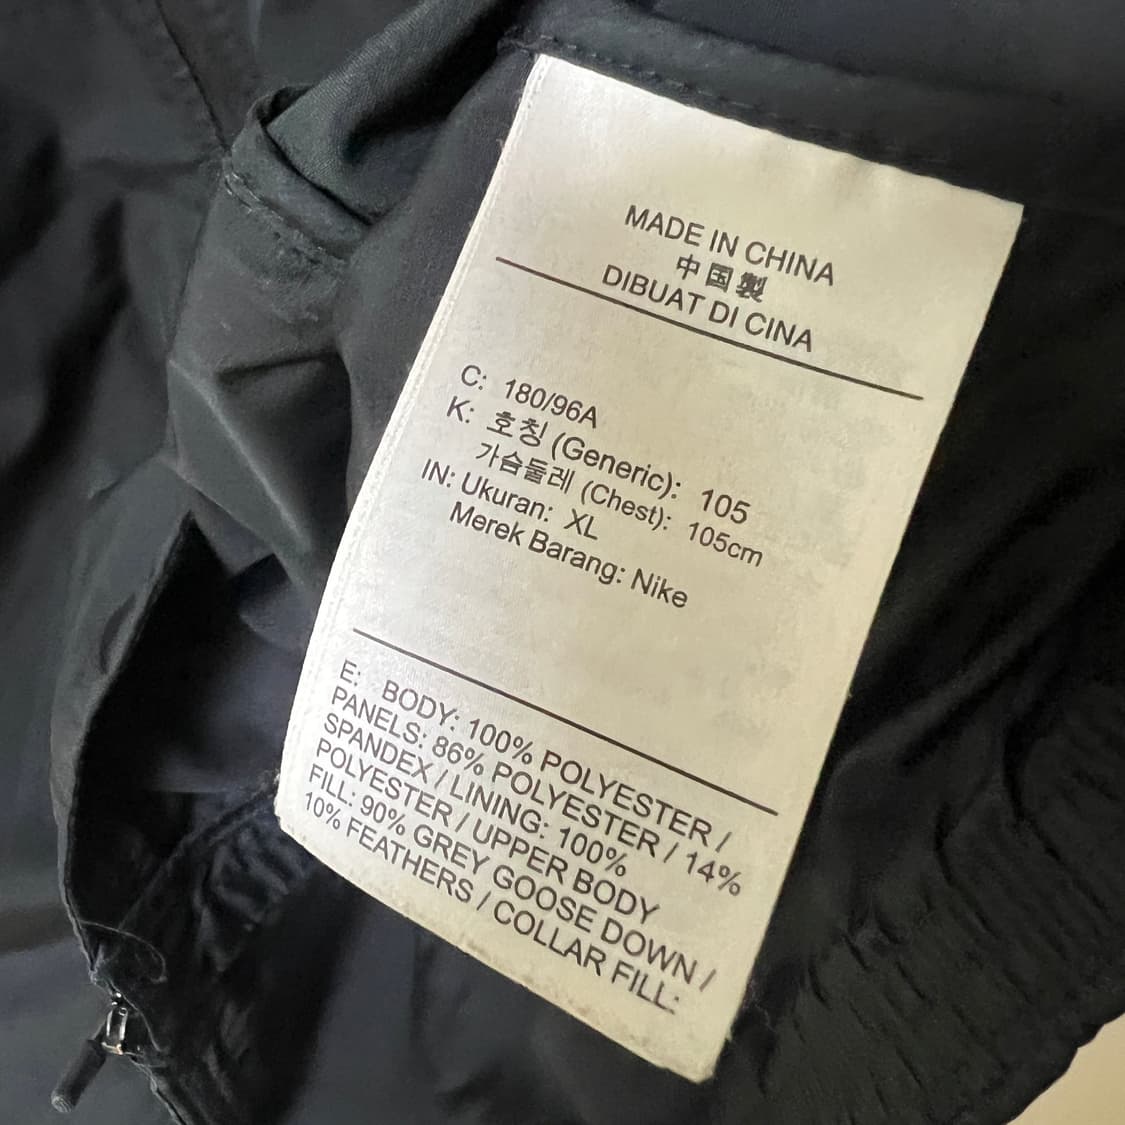 MADE IN CHINA
中国製
DIBUAT DI CINA
C: 180/96A
K: 호칭 (Generic): 105
가슴둘레 (Chest): 105cm
IN: Ukuran: XL
Merek Barang: Nike
E: BODY: 100% POLYESTER /
PANELS: 86% POLYESTER / 14%
SPANDEX / LINING: 100%
POLYESTER / UPPER BODY
FILL: 90% GREY GOOSE DOWN /
10% FEATHERS / COLLAR FILL: